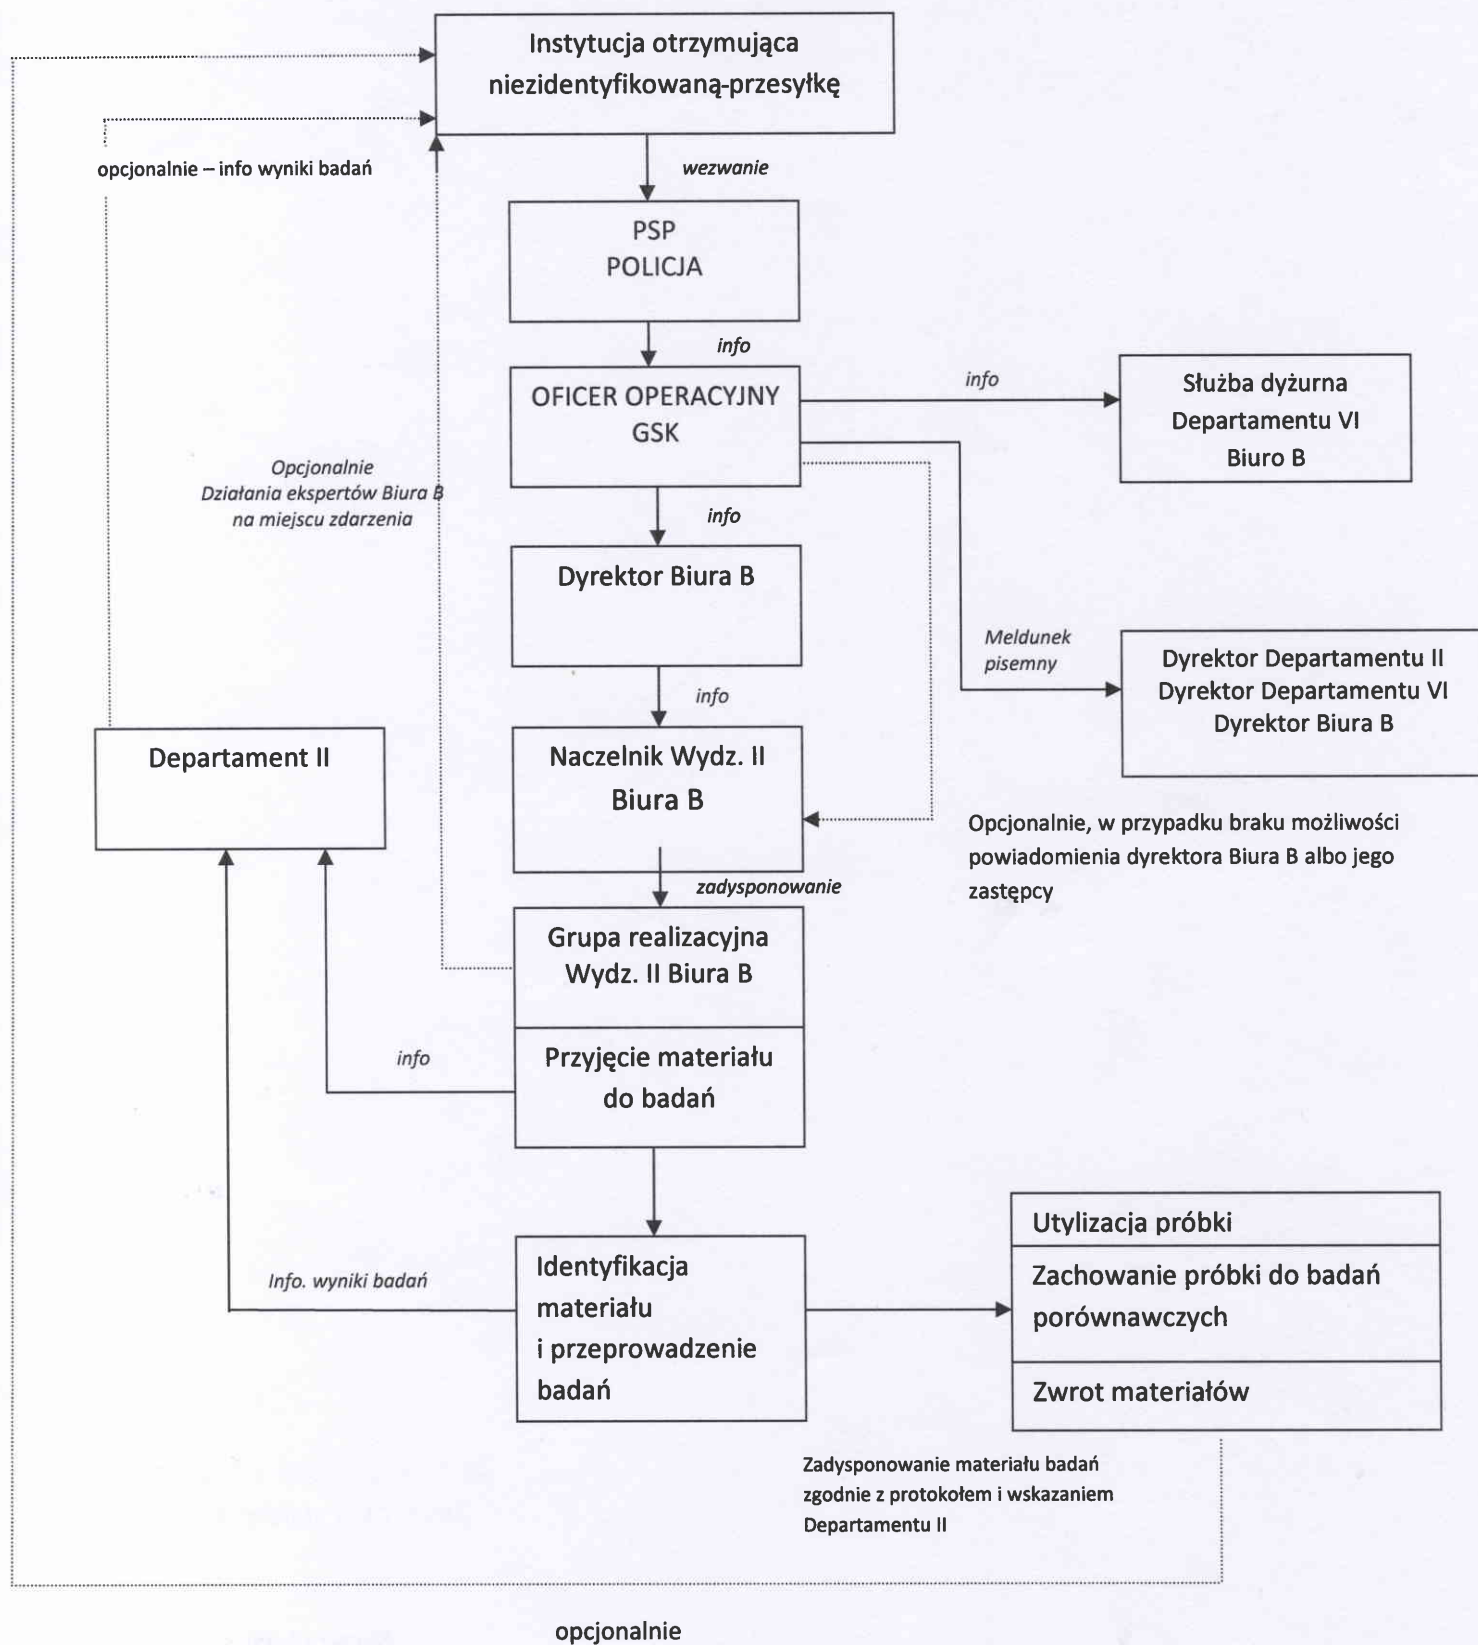 Instytucja otrzymująca
niezidentyfikowaną-przesyłkę
opcjonalnie – info wyniki badań
wezwanie
PSP
POLICJA
info
OFICER OPERACYJNY
GSK
info
Służba dyżurna
Departamentu VI
Biuro B
Opcjonalnie
Działania ekspertów Biura B
na miejscu zdarzenia
info
Dyrektor Biura B
Meldunek
pisemny
Dyrektor Departamentu II
Dyrektor Departamentu VI
Dyrektor Biura B
info
Departament II
Naczelnik Wydz. II
Biura B
Opcjonalnie, w przypadku braku możliwości
powiadomienia dyrektora Biura B albo jego
zastępcy
zadysponowanie
Grupa realizacyjna
Wydz. II Biura B
info
Przyjęcie materiału
do badań
Info. wyniki badań
Identyfikacja
materiału
i przeprowadzenie
badań
Utylizacja próbki
Zachowanie próbki do badań
porównawczych
Zwrot materiałów
Zadysponowanie materiału badań
zgodnie z protokołem i wskazaniem
Departamentu II
opcjonalnie